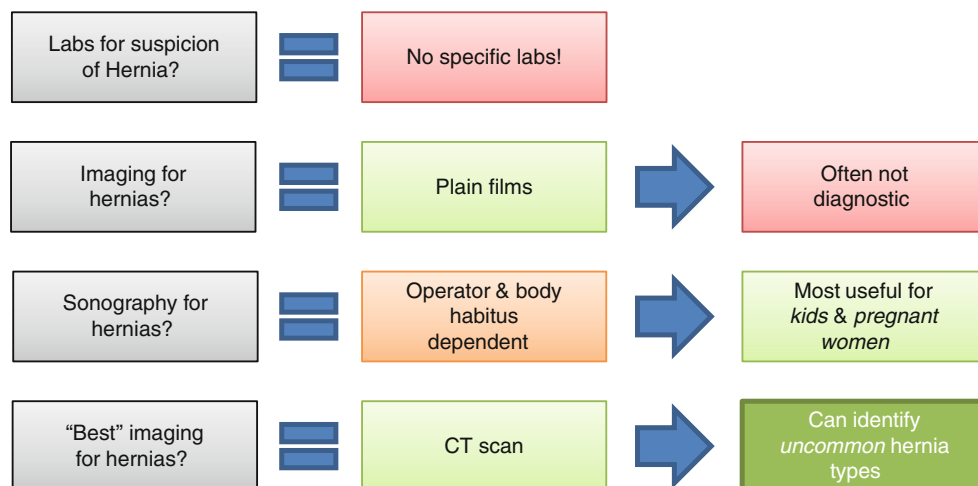 Labs for suspicion
of Hernia?
No specific labs!
Imaging for
hernias?
Plain films
Often not
diagnostic
Sonography for
hernias?
Operator & body
habitus
dependent
Most useful for
kids & pregnant
women
“Best” imaging
for hernias?
CT scan
Can identify
uncommon hernia
types